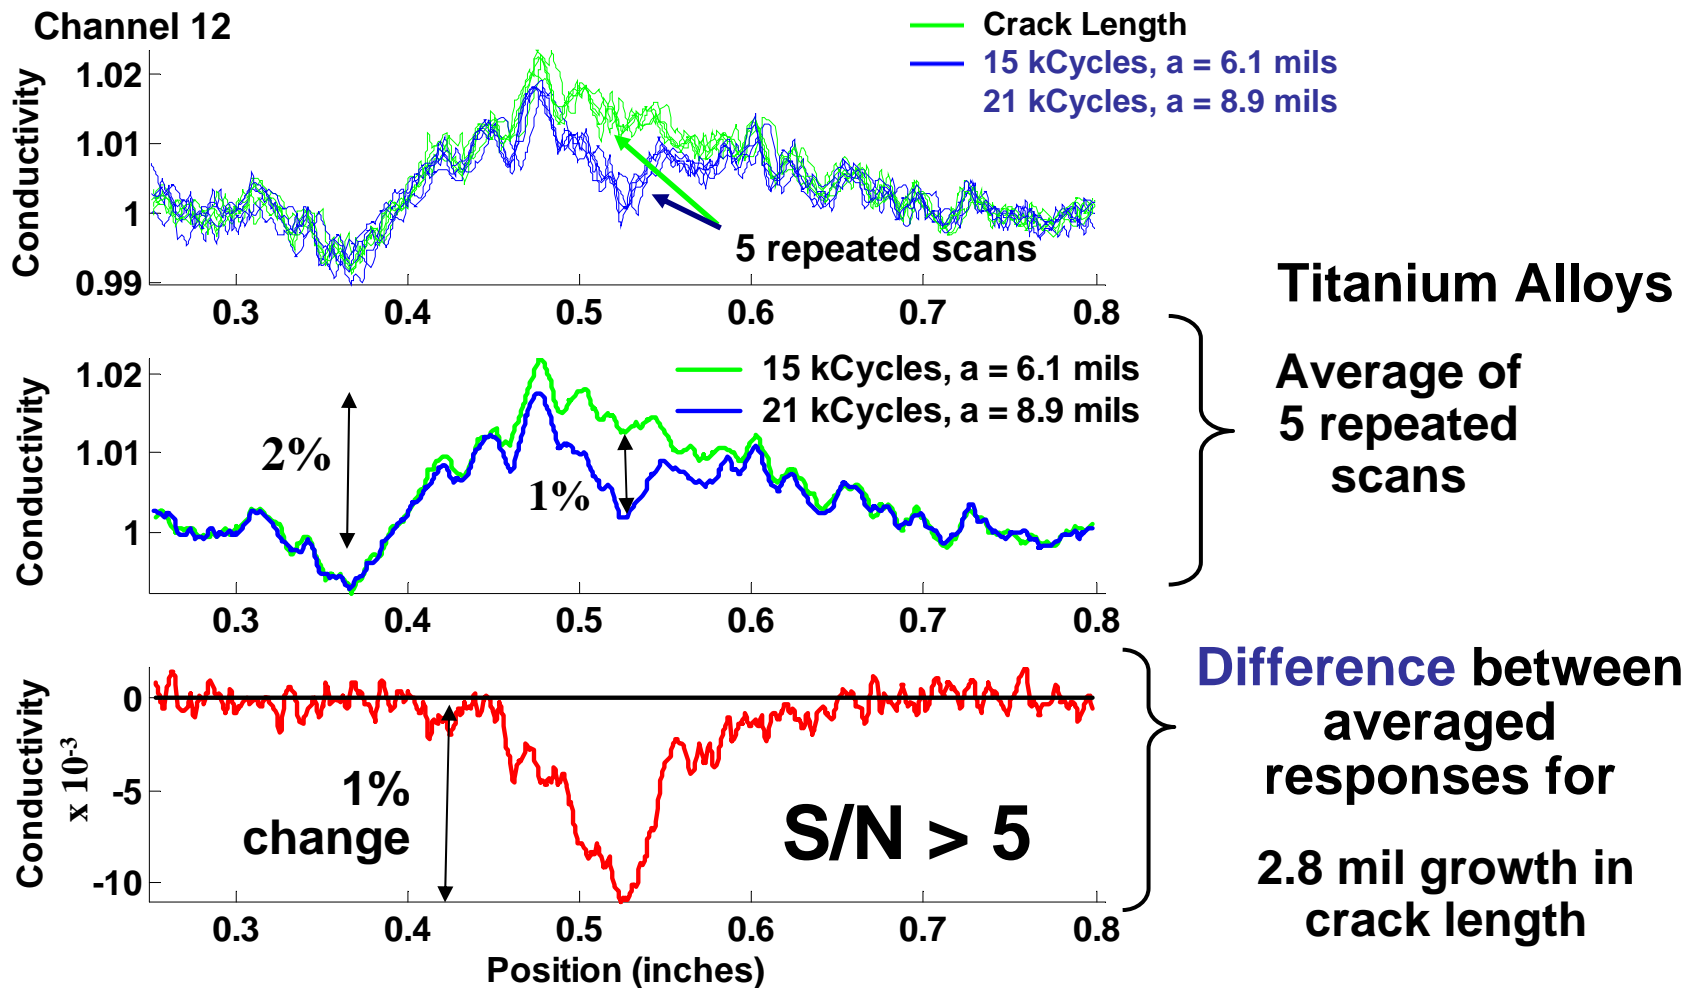 Channel 12
Crack Length
15 kCycles, a = 6.1 mils
21 kCycles, a = 8.9 mils
Conductivity
1.02
1.01
1
0.99
5 repeated scans
0.3 0.4 0.5 0.6 0.7 0.8
Titanium Alloys
Conductivity
1.02
1.01
1
2%
1%
15 kCycles, a = 6.1 mils
21 kCycles, a = 8.9 mils
0.3 0.4 0.5 0.6 0.7 0.8
Average of
5 repeated
scans
Conductivity
x 10-3
0
-5
-10
1%
change
S/N > 5
0.3 0.4 0.5 0.6 0.7 0.8
Position (inches)
Difference between
averaged
responses for
2.8 mil growth in
crack length